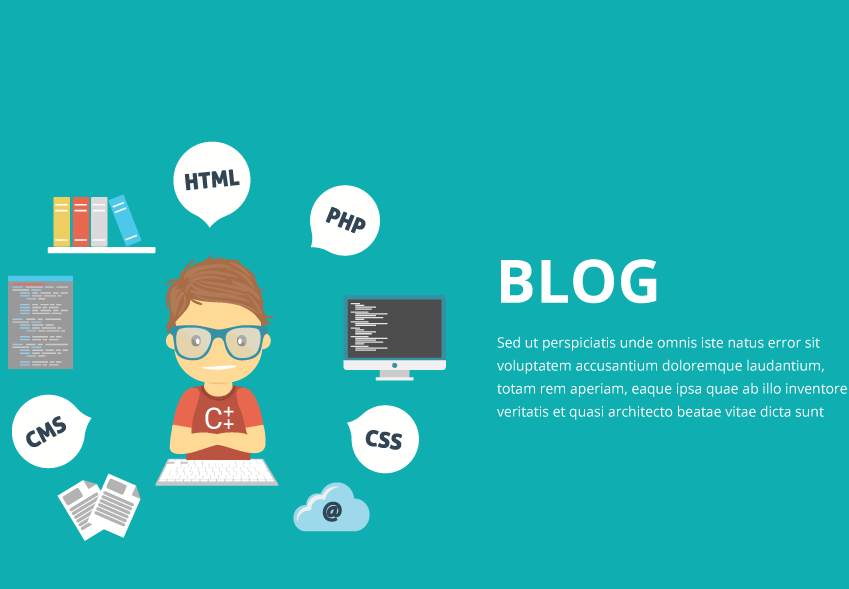 HTML
PHP
CMS
C++
CSS
@
BLOG
Sed ut perspiciatis unde omnis iste natus error sit
voluptatem accusantium doloremque laudantium,
totam rem aperiam, eaque ipsa quae ab illo inventore
veritatis et quasi architecto beatae vitae dicta sunt